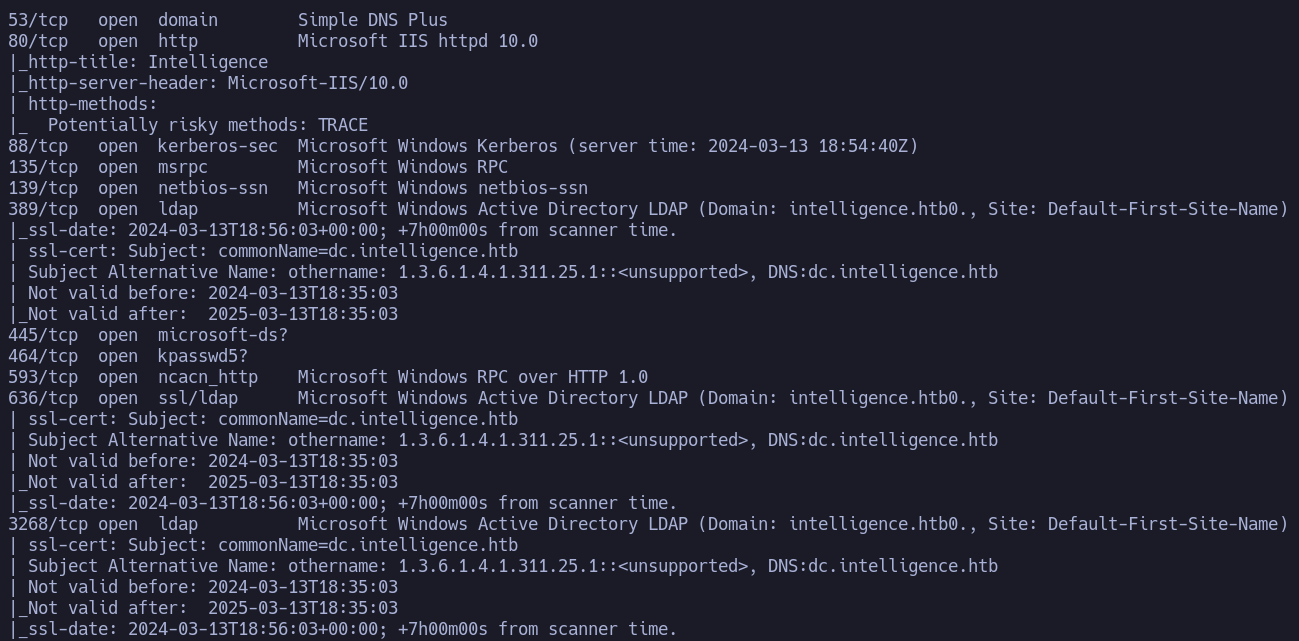 53/tcp   open  domain        Simple DNS Plus
80/tcp   open  http          Microsoft IIS httpd 10.0
|_http-title: Intelligence
|_http-server-header: Microsoft-IIS/10.0
| http-methods:
|_  Potentially risky methods: TRACE
88/tcp   open  kerberos-sec  Microsoft Windows Kerberos (server time: 2024-03-13 18:54:40Z)
135/tcp  open  msrpc         Microsoft Windows RPC
139/tcp  open  netbios-ssn   Microsoft Windows netbios-ssn
389/tcp  open  ldap          Microsoft Windows Active Directory LDAP (Domain: intelligence.htb0., Site: Default-First-Site-Name)
|_ssl-date: 2024-03-13T18:56:03+00:00; +7h00m00s from scanner time.
| ssl-cert: Subject: commonName=dc.intelligence.htb
| Subject Alternative Name: othername: 1.3.6.1.4.1.311.25.1::<unsupported>, DNS:dc.intelligence.htb
| Not valid before: 2024-03-13T18:35:03
|_Not valid after:  2025-03-13T18:35:03
445/tcp  open  microsoft-ds?
464/tcp  open  kpasswd5?
593/tcp  open  ncacn_http    Microsoft Windows RPC over HTTP 1.0
636/tcp  open  ssl/ldap      Microsoft Windows Active Directory LDAP (Domain: intelligence.htb0., Site: Default-First-Site-Name)
| ssl-cert: Subject: commonName=dc.intelligence.htb
| Subject Alternative Name: othername: 1.3.6.1.4.1.311.25.1::<unsupported>, DNS:dc.intelligence.htb
| Not valid before: 2024-03-13T18:35:03
|_Not valid after:  2025-03-13T18:35:03
|_ssl-date: 2024-03-13T18:56:03+00:00; +7h00m00s from scanner time.
3268/tcp open  ldap          Microsoft Windows Active Directory LDAP (Domain: intelligence.htb0., Site: Default-First-Site-Name)
| ssl-cert: Subject: commonName=dc.intelligence.htb
| Subject Alternative Name: othername: 1.3.6.1.4.1.311.25.1::<unsupported>, DNS:dc.intelligence.htb
| Not valid before: 2024-03-13T18:35:03
|_Not valid after:  2025-03-13T18:35:03
|_ssl-date: 2024-03-13T18:56:03+00:00; +7h00m00s from scanner time.